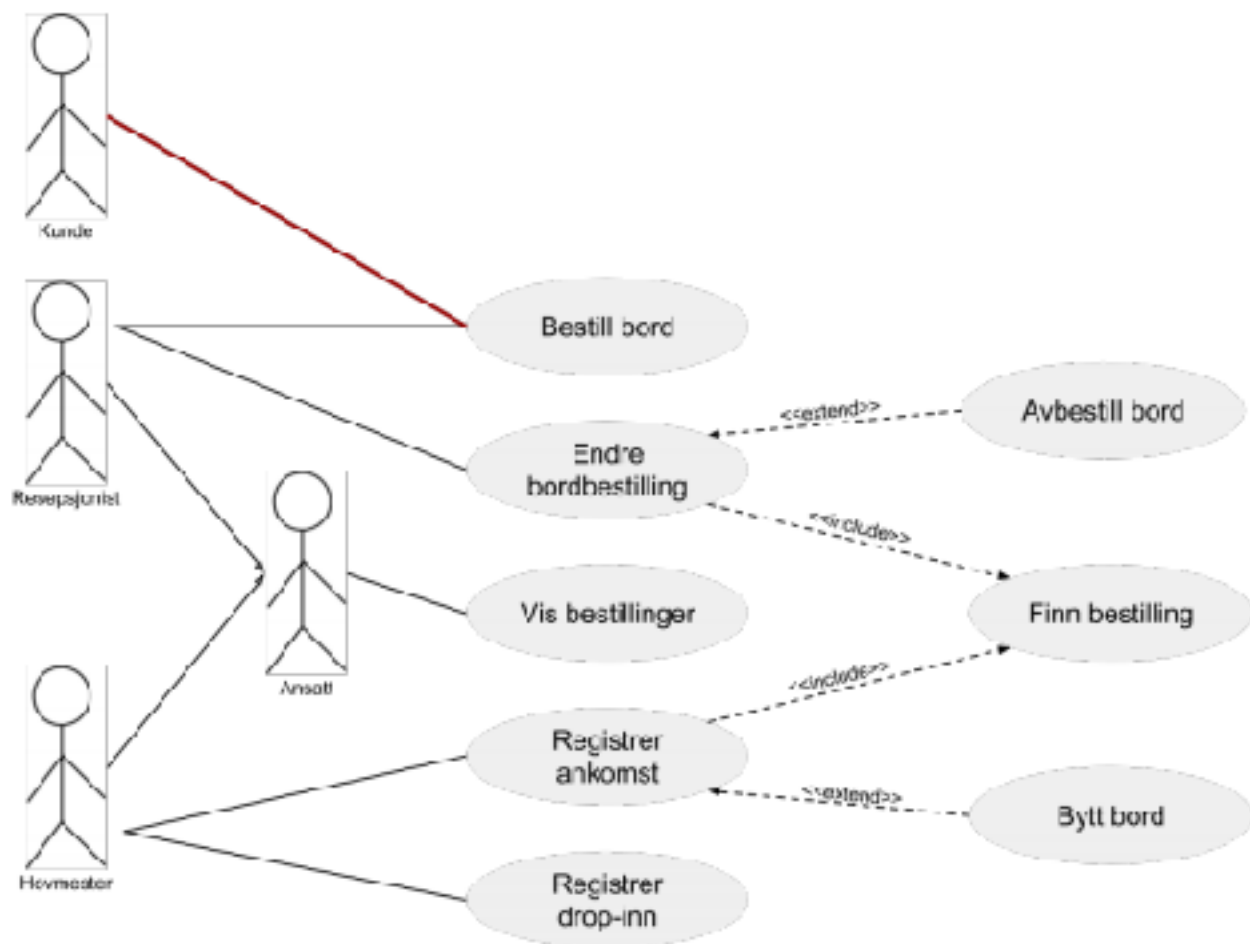 Kunde
Bestill bord
Resepsjonist
Avbestill bord
<<extend>>
Endre
bordbestilling
<<include>>
Vis bestillinger
Finn bestilling
Ansatt
<<include>>
Hovmester
Registrer
ankomst
<<extend>>
Bytt bord
Registrer
drop-inn